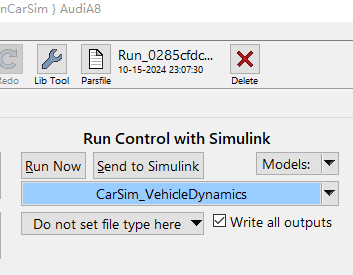 nCarSim } AudiA8
Redo
Lib Tool
Parsfile
Run_0285cfdc...
10-15-2024 23:07:30
Delete
Run Control with Simulink
Run Now
Send to Simulink
Models:
CarSim_VehicleDynamics
Do not set file type here
Write all outputs